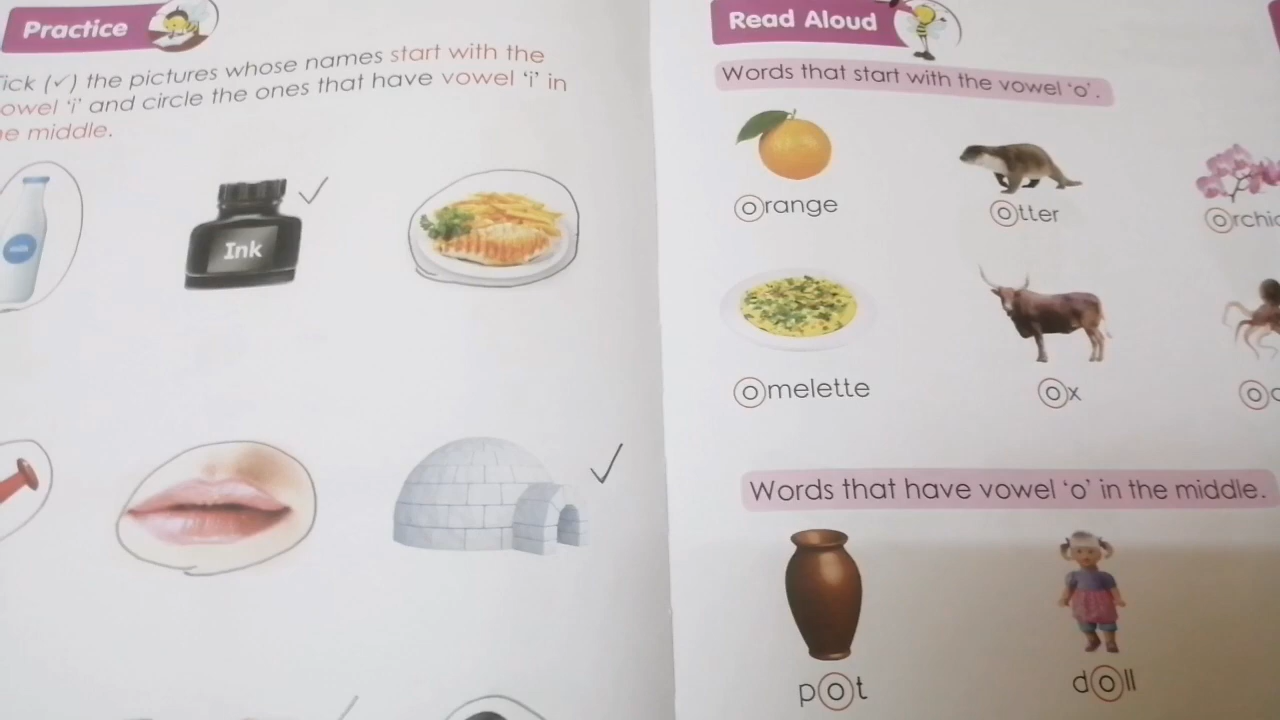 Practice
ick (✓) the pictures whose names start with the
owel 'i' and circle the ones that have vowel 'i' in
e middle.
Ink
Read Aloud
Words that start with the vowel 'o'.
Orange
Otter
Orchi
Omelette
Ox
Oc
Words that have vowel 'o' in the middle.
pot
doll